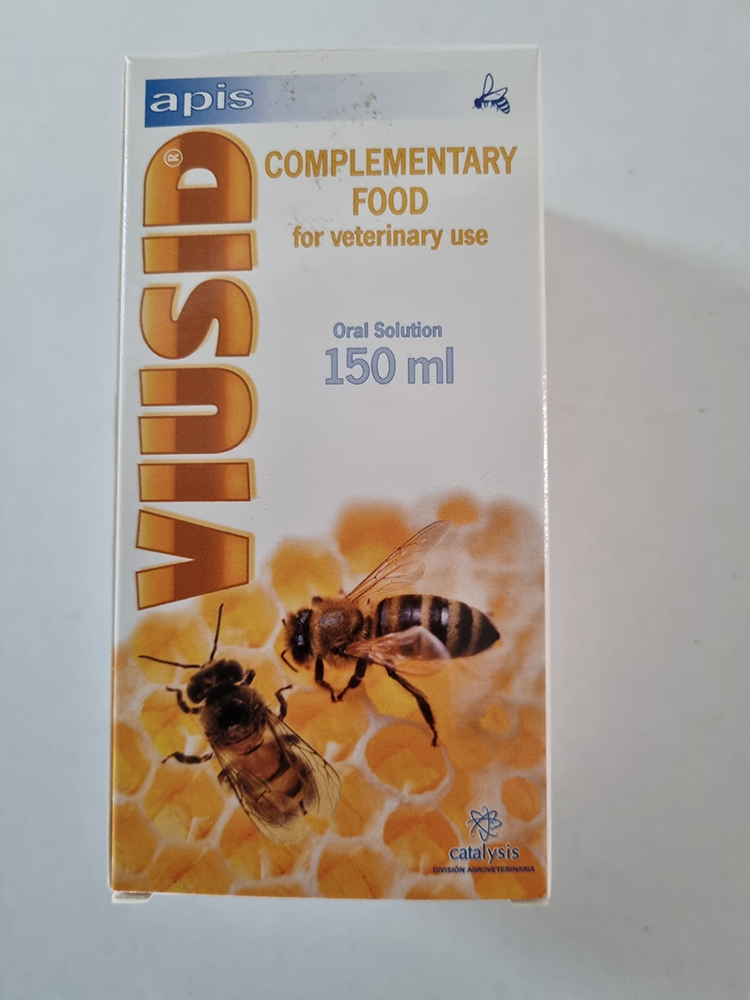 apis
VIUSID®
COMPLEMENTARY
FOOD
for veterinary use
Oral Solution
150 ml
catalysis
DIVISIÓN AGROVETERINARIA